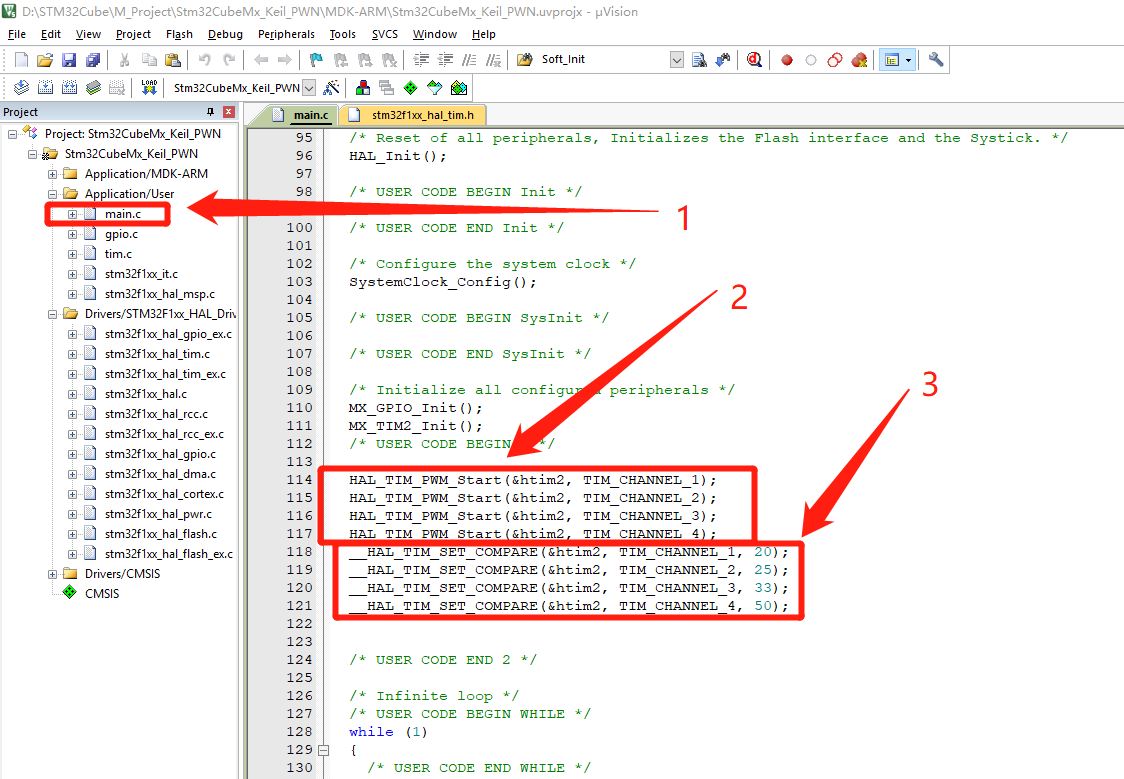 D:\STM32Cube\M_Project\Stm32CubeMx_Keil_PWN\MDK-ARM\Stm32CubeMx_Keil_PWN.uvprojx - µVision
File Edit View Project Flash Debug Peripherals Tools SVCS Window Help
Soft_Init
LOAD
Stm32CubeMx_Keil_PWN
Project
Project: Stm32CubeMx_Keil_PWN
Stm32CubeMx_Keil_PWN
Application/MDK-ARM
Application/User
main.c
gpio.c
tim.c
stm32f1xx_it.c
stm32f1xx_hal_msp.c
Drivers/STM32F1xx_HAL_Driv
stm32f1xx_hal_gpio_ex.c
stm32f1xx_hal_tim.c
stm32f1xx_hal_tim_ex.c
stm32f1xx_hal.c
stm32f1xx_hal_rcc.c
stm32f1xx_hal_rcc_ex.c
stm32f1xx_hal_gpio.c
stm32f1xx_hal_dma.c
stm32f1xx_hal_cortex.c
stm32f1xx_hal_pwr.c
stm32f1xx_hal_flash.c
stm32f1xx_hal_flash_ex.c
Drivers/CMSIS
CMSIS
main.c stm32f1xx_hal_tim.h
95 /* Reset of all peripherals, Initializes the Flash interface and the Systick. */
96 HAL_Init();
97
98 /* USER CODE BEGIN Init */
1
100 /* USER CODE END Init */
101
102 /* Configure the system clock */
103 SystemClock_Config();
104
2
105 /* USER CODE BEGIN SysInit */
106
107 /* USER CODE END SysInit */
108
3
109 /* Initialize all configured peripherals */
110 MX_GPIO_Init();
111 MX_TIM2_Init();
112 /* USER CODE BEGIN */
113
114 HAL_TIM_PWM_Start(&htim2, TIM_CHANNEL_1);
115 HAL_TIM_PWM_Start(&htim2, TIM_CHANNEL_2);
116 HAL_TIM_PWM_Start(&htim2, TIM_CHANNEL_3);
117 HAL_TIM_PWM_Start(&htim2, TIM_CHANNEL_4);
118 __HAL_TIM_SET_COMPARE(&htim2, TIM_CHANNEL_1, 20);
119 __HAL_TIM_SET_COMPARE(&htim2, TIM_CHANNEL_2, 25);
120 __HAL_TIM_SET_COMPARE(&htim2, TIM_CHANNEL_3, 33);
121 __HAL_TIM_SET_COMPARE(&htim2, TIM_CHANNEL_4, 50);
122
123
124 /* USER CODE END 2 */
125
126 /* Infinite loop */
127 /* USER CODE BEGIN WHILE */
128 while (1)
129 {
130 /* USER CODE END WHILE */